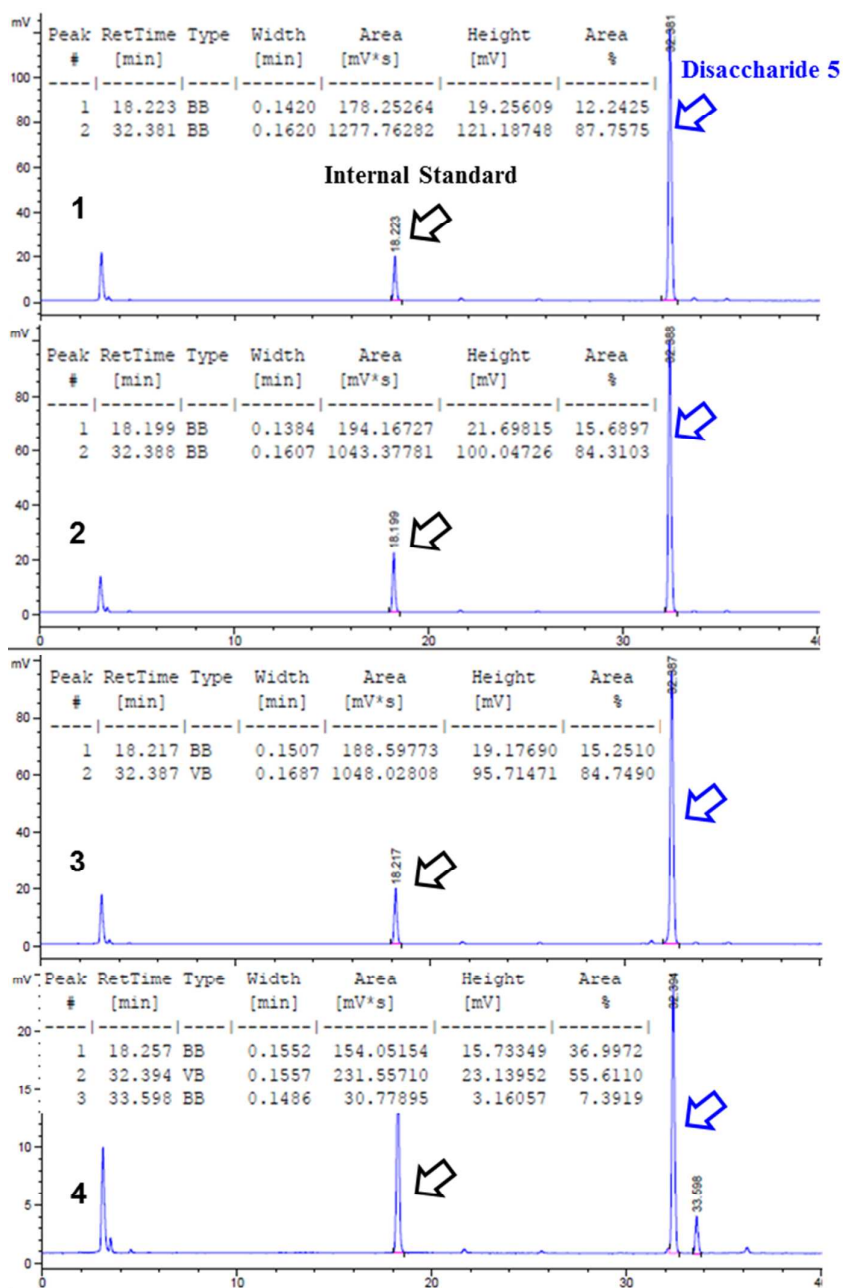 mV
Peak RetTime Type Width Area Height Area
# [min] [min] [mV*s] [mV] %
----|-------|----|-------|----------|----------|--------|
1 18.223 BB 0.1420 178.25264 19.25609 12.2425
2 32.381 BB 0.1620 1277.76282 121.18748 87.7575
32.381
Disaccharide 5
Internal Standard
18.223
1
100
80
60
40
20
0
mV
Peak RetTime Type Width Area Height Area
# [min] [min] [mV*s] [mV] %
----|-------|----|-------|----------|----------|--------|
1 18.199 BB 0.1384 194.16727 21.69815 15.6897
2 32.388 BB 0.1607 1043.37781 100.04726 84.3103
32.388
18.199
2
80
60
40
20
0
0 10 20 30
mV
Peak RetTime Type Width Area Height Area
# [min] [min] [mV*s] [mV] %
----|-------|----|-------|----------|----------|--------|
1 18.217 BB 0.1507 188.59773 19.17690 15.2510
2 32.387 VB 0.1687 1048.02808 95.71471 84.7490
32.387
18.217
3
80
60
40
20
0
mV
Peak RetTime Type Width Area Height Area
# [min] [min] [mV*s] [mV] %
----|-------|----|-------|----------|----------|--------|
1 18.257 BB 0.1552 154.05154 15.73349 36.9972
2 32.394 VB 0.1557 231.55710 23.13952 55.6110
3 33.598 BB 0.1486 30.77895 3.16057 7.3919
32.394
33.598
4
20
15
10
5
0
0 10 20 30